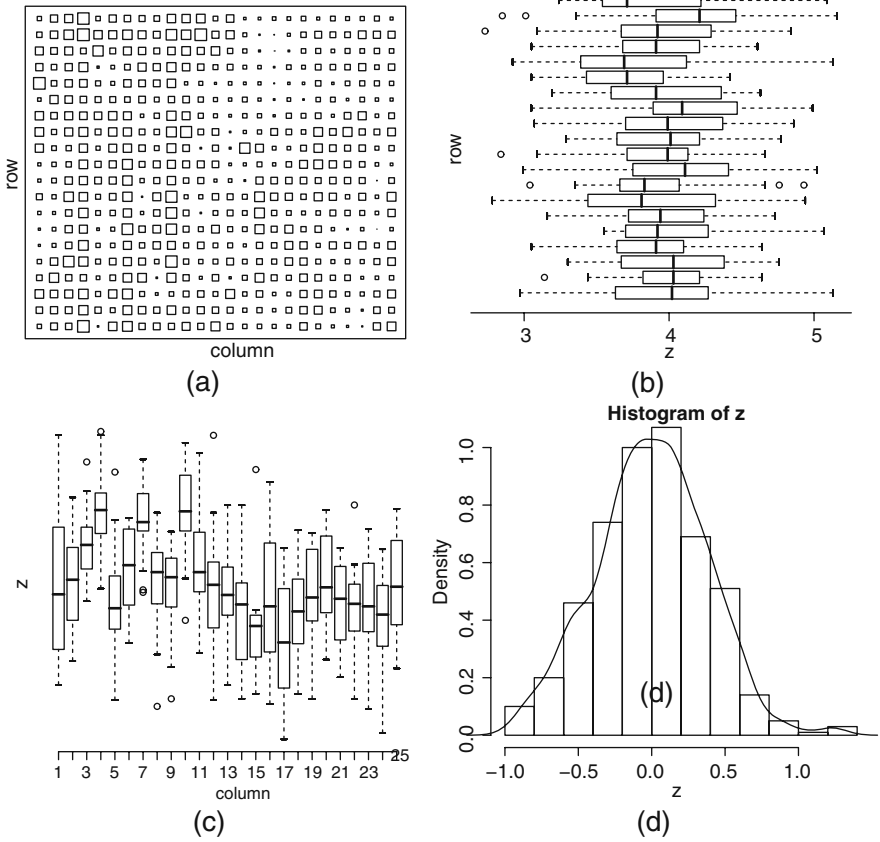 row
column
(a)
row
3 4 5
z
(b)
z
1 3 5 7 9 11 13 15 17 19 21 23 25
column
(c)
Histogram of z
Density
0.0 0.2 0.4 0.6 0.8 1.0
(d)
−1.0 −0.5 0.0 0.5 1.0
z
(d)